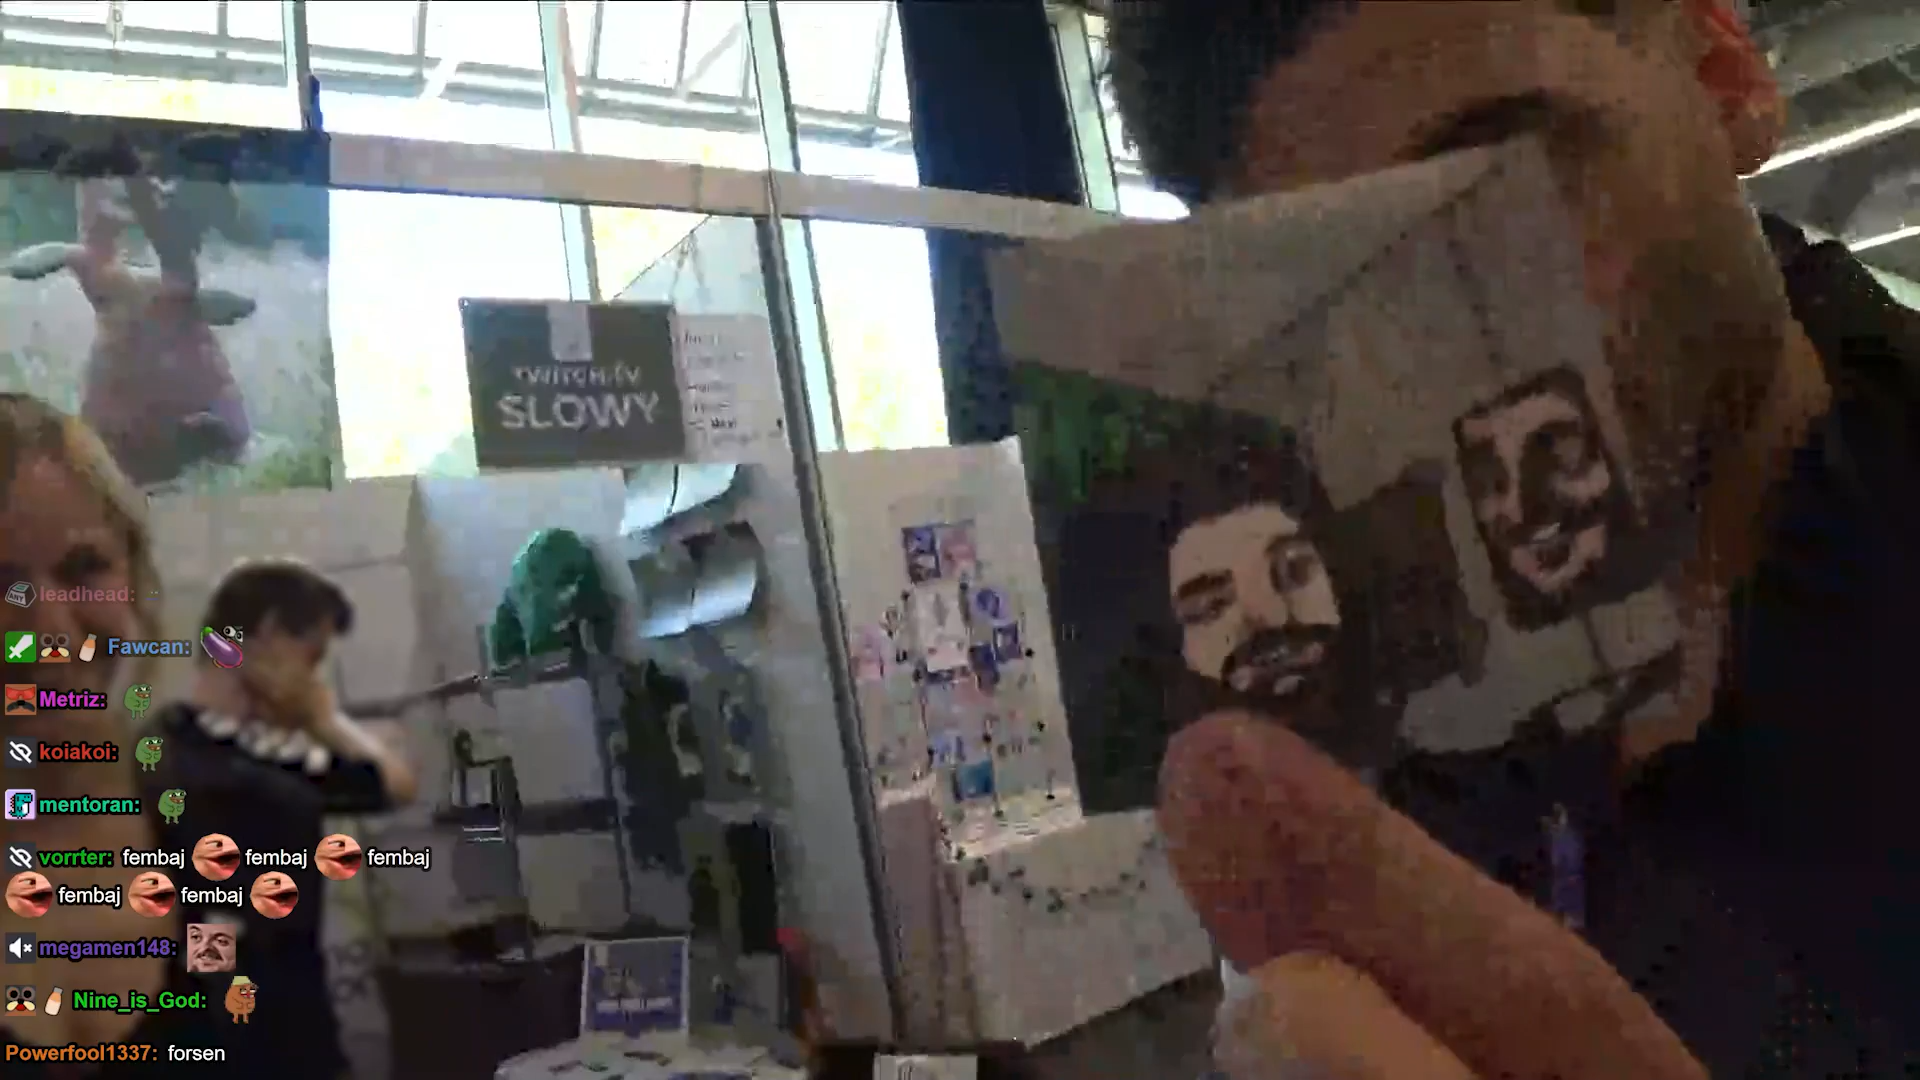 TWITCH.TV
SLOWY
leadhead:
Fawcan:
Metriz:
koiakoi:
mentoran:
vorrter: fembaj fembaj fembaj
fembaj fembaj
megamen148:
Nine_is_God:
Powerfool1337: forsen